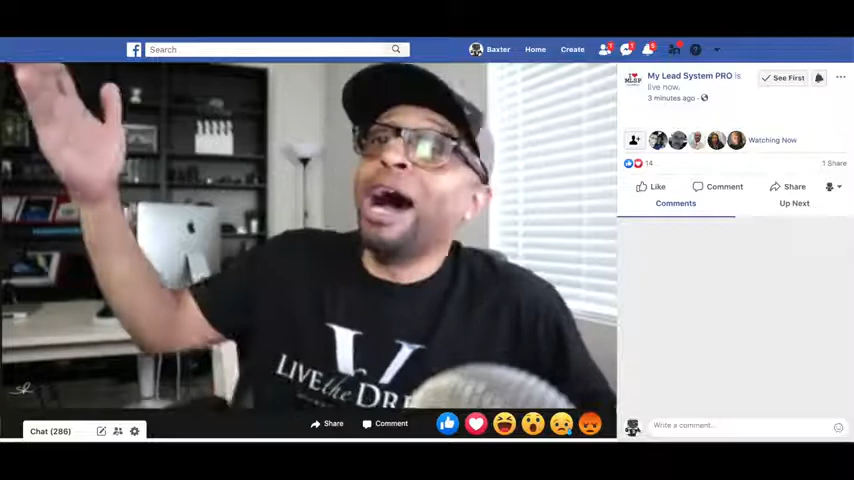 Search
Baxter
Home
Create
My Lead System PRO is
live now.
3 minutes ago
See First
Watching Now
14
1 Share
Like
Comment
Share
Comments
Up Next
LIVE the DRE
Chat (286)
Share
Comment
Write a comment...